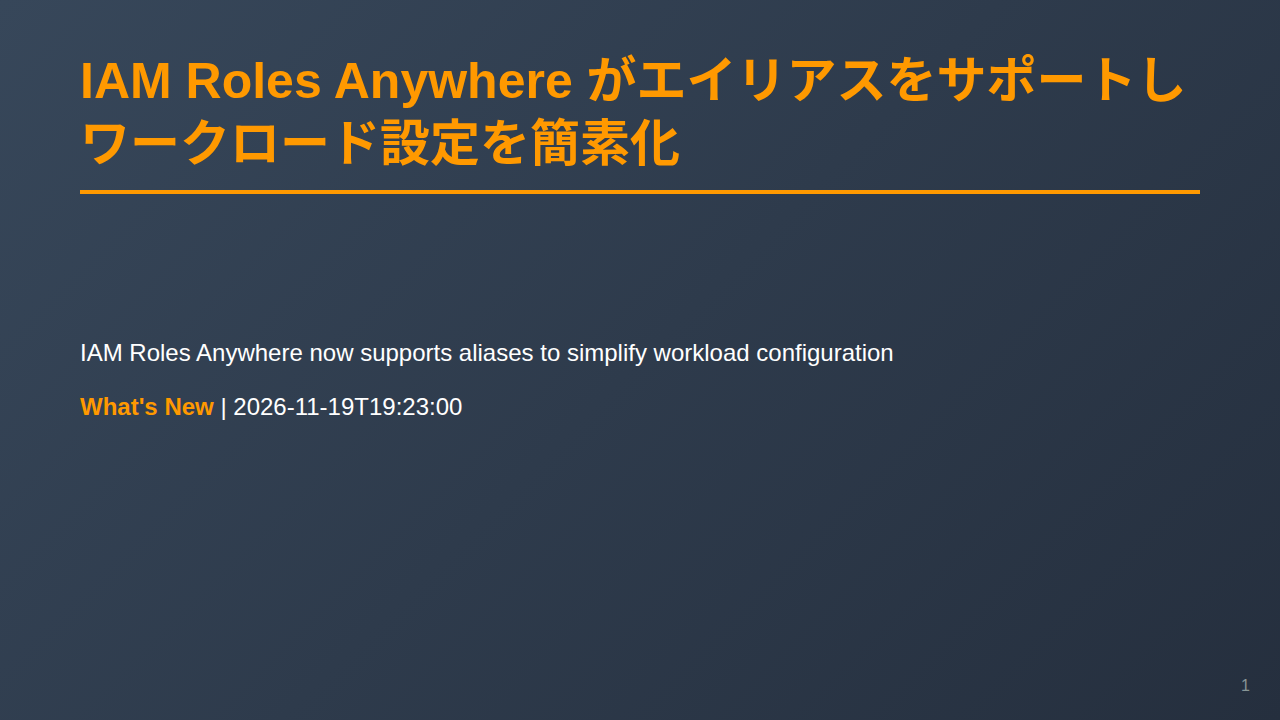 IAM Roles Anywhere がエイリアスをサポートし
ワークロード設定を簡素化
IAM Roles Anywhere now supports aliases to simplify workload configuration
What's New | 2026-11-19T19:23:00
1